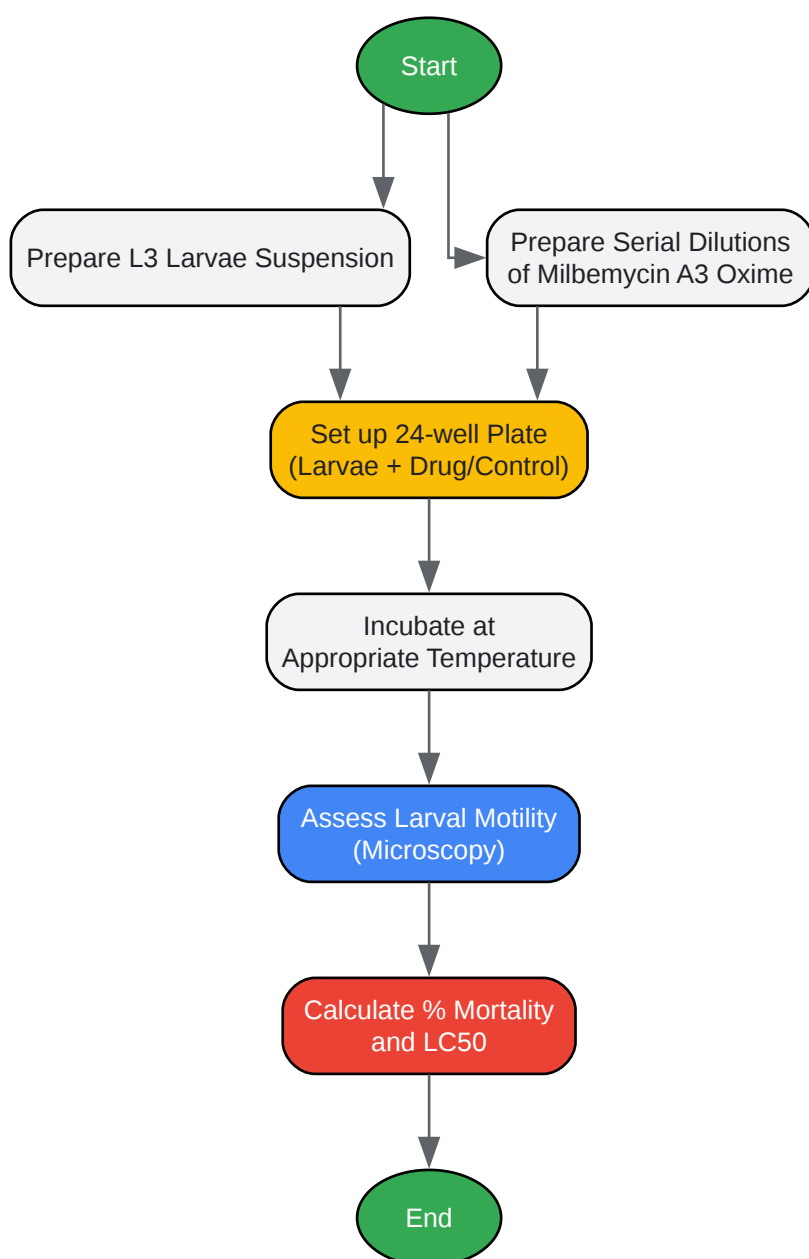 Start
Prepare L3 Larvae Suspension
Prepare Serial Dilutions
of Milbemycin A3 Oxime
Set up 24-well Plate
(Larvae + Drug/Control)
Incubate at
Appropriate Temperature
Assess Larval Motility
(Microscopy)
Calculate % Mortality
and LC50
End